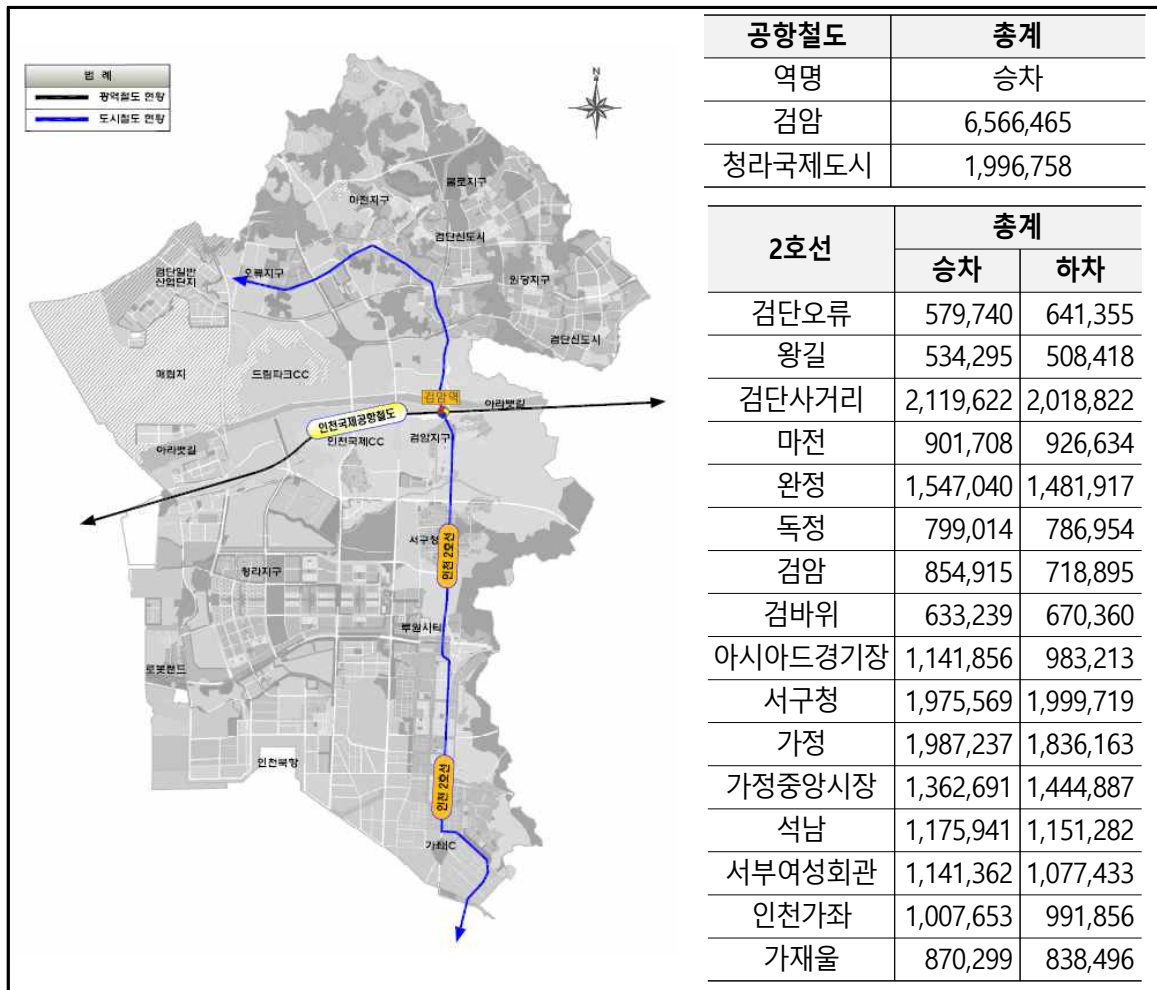 범 례
광역철도 현황
도시철도 현황
N
불로지구
마전지구
검단신도시
검단일반
산업단지
오류지구
원당지구
검단신도시
매립지
드림파크CC
검암역
아라뱃길
인천국제공항철도
인천국제CC
검암지구
아라뱃길
서구청
인천 2호선
청라지구
루원시티
로봇랜드
인천북항
인천 2호선
가좌IC
공항철도 총계
역명 승차
검암 6,566,465
청라국제도시 1,996,758
2호선 총계
승차 하차
검단오류 579,740 641,355
왕길 534,295 508,418
검단사거리 2,119,622 2,018,822
마전 901,708 926,634
완정 1,547,040 1,481,917
독정 799,014 786,954
검암 854,915 718,895
검바위 633,239 670,360
아시아드경기장 1,141,856 983,213
서구청 1,975,569 1,999,719
가정 1,987,237 1,836,163
가정중앙시장 1,362,691 1,444,887
석남 1,175,941 1,151,282
서부여성회관 1,141,362 1,077,433
인천가좌 1,007,653 991,856
가재울 870,299 838,496